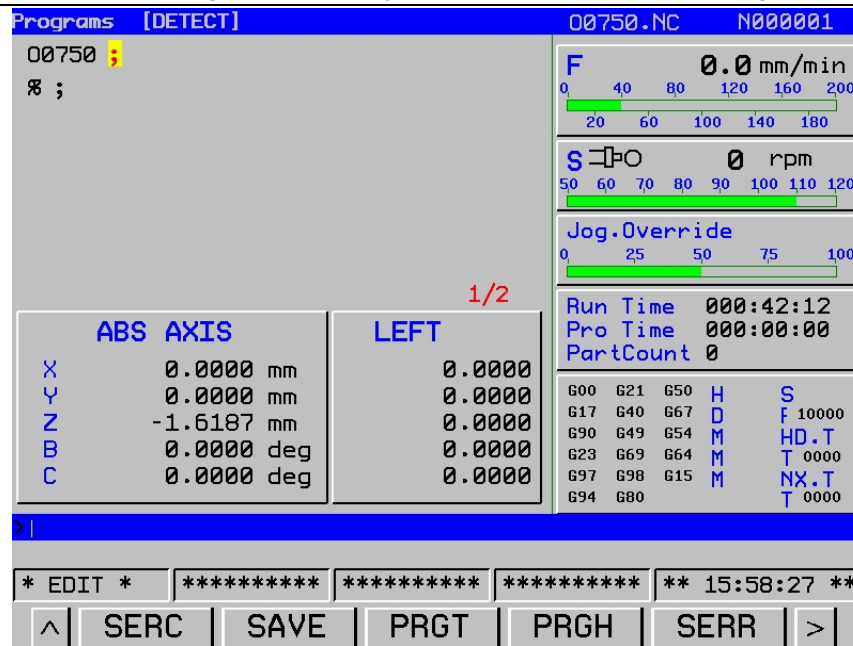 Programs [DETECT] O0750.NC N000001
O0750 ;
% ;
1/2
ABS AXIS LEFT
X 0.0000 mm 0.0000
Y 0.0000 mm 0.0000
Z -1.6187 mm 0.0000
B 0.0000 deg 0.0000
C 0.0000 deg 0.0000
F 0.0 mm/min
0 40 80 120 160 200
20 60 100 140 180
S 0 rpm
50 60 70 80 90 100 110 120
Jog.Override
0 25 50 75 100
Run Time 000:42:12
Pro Time 000:00:00
PartCount 0
G00 G21 G50 H S
G17 G40 G67 D F 10000
G90 G49 G54 M HD.T
G23 G69 G64 M T 0000
G97 G98 G15 M NX.T
G94 G80 T 0000
>|
* EDIT * ********** ********** ********** ** 15:58:27 **
^ SERC SAVE PRGT PRGH SERR >